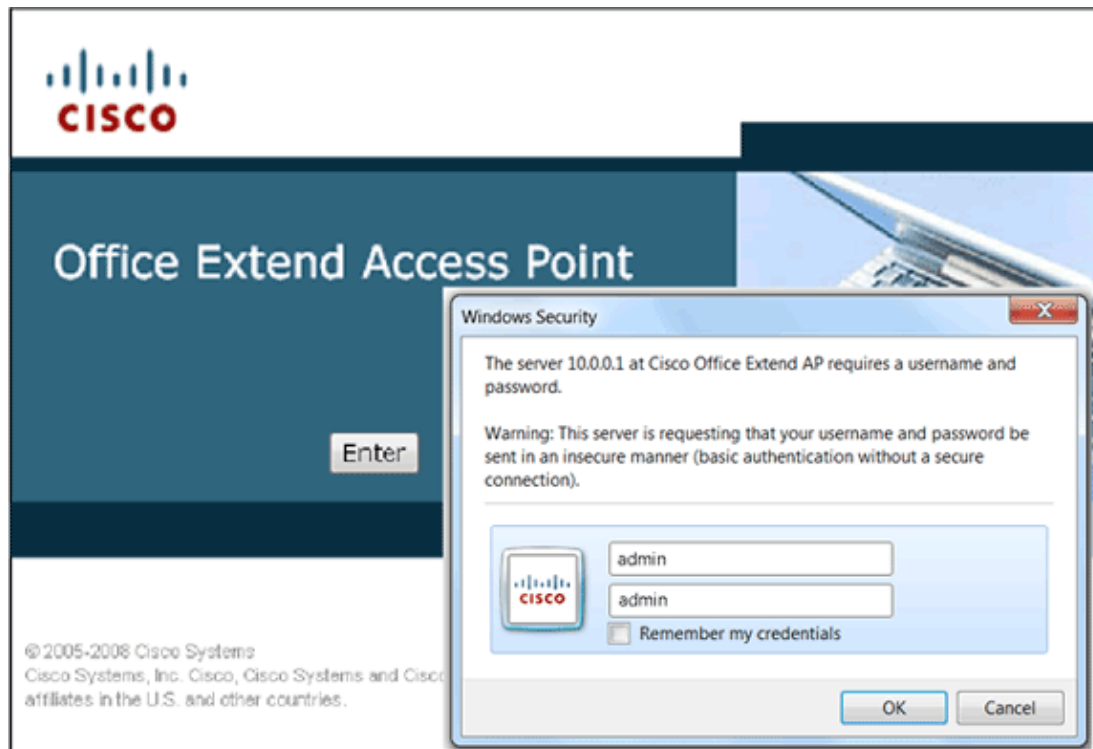 CISCO
Office Extend Access Point
Enter
Windows Security
The server 10.0.0.1 at Cisco Office Extend AP requires a username and
password.
Warning: This server is requesting that your username and password be
sent in an insecure manner (basic authentication without a secure
connection).
CISCO
admin
admin
Remember my credentials
OK
Cancel
© 2005-2008 Cisco Systems
Cisco Systems, Inc. Cisco, Cisco Systems and Cisco
affiliates in the U.S. and other countries.